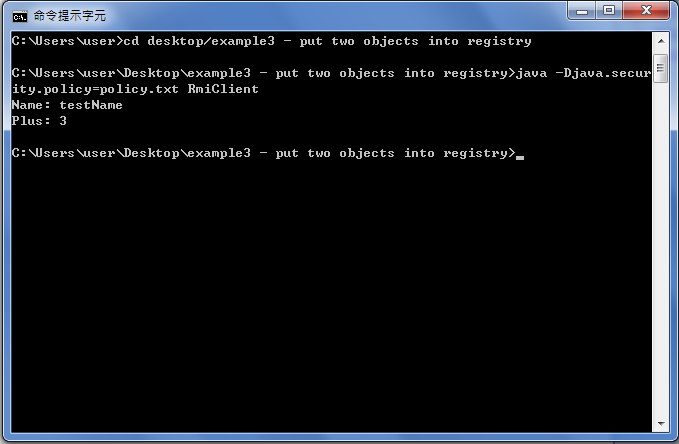 命令提示字元
C:\Users\user>cd desktop/example3 - put two objects into registry
C:\Users\user\Desktop\example3 - put two objects into registry>java -Djava.secur
ity.policy=policy.txt RmiClient
Name: testName
Plus: 3
C:\Users\user\Desktop\example3 - put two objects into registry>